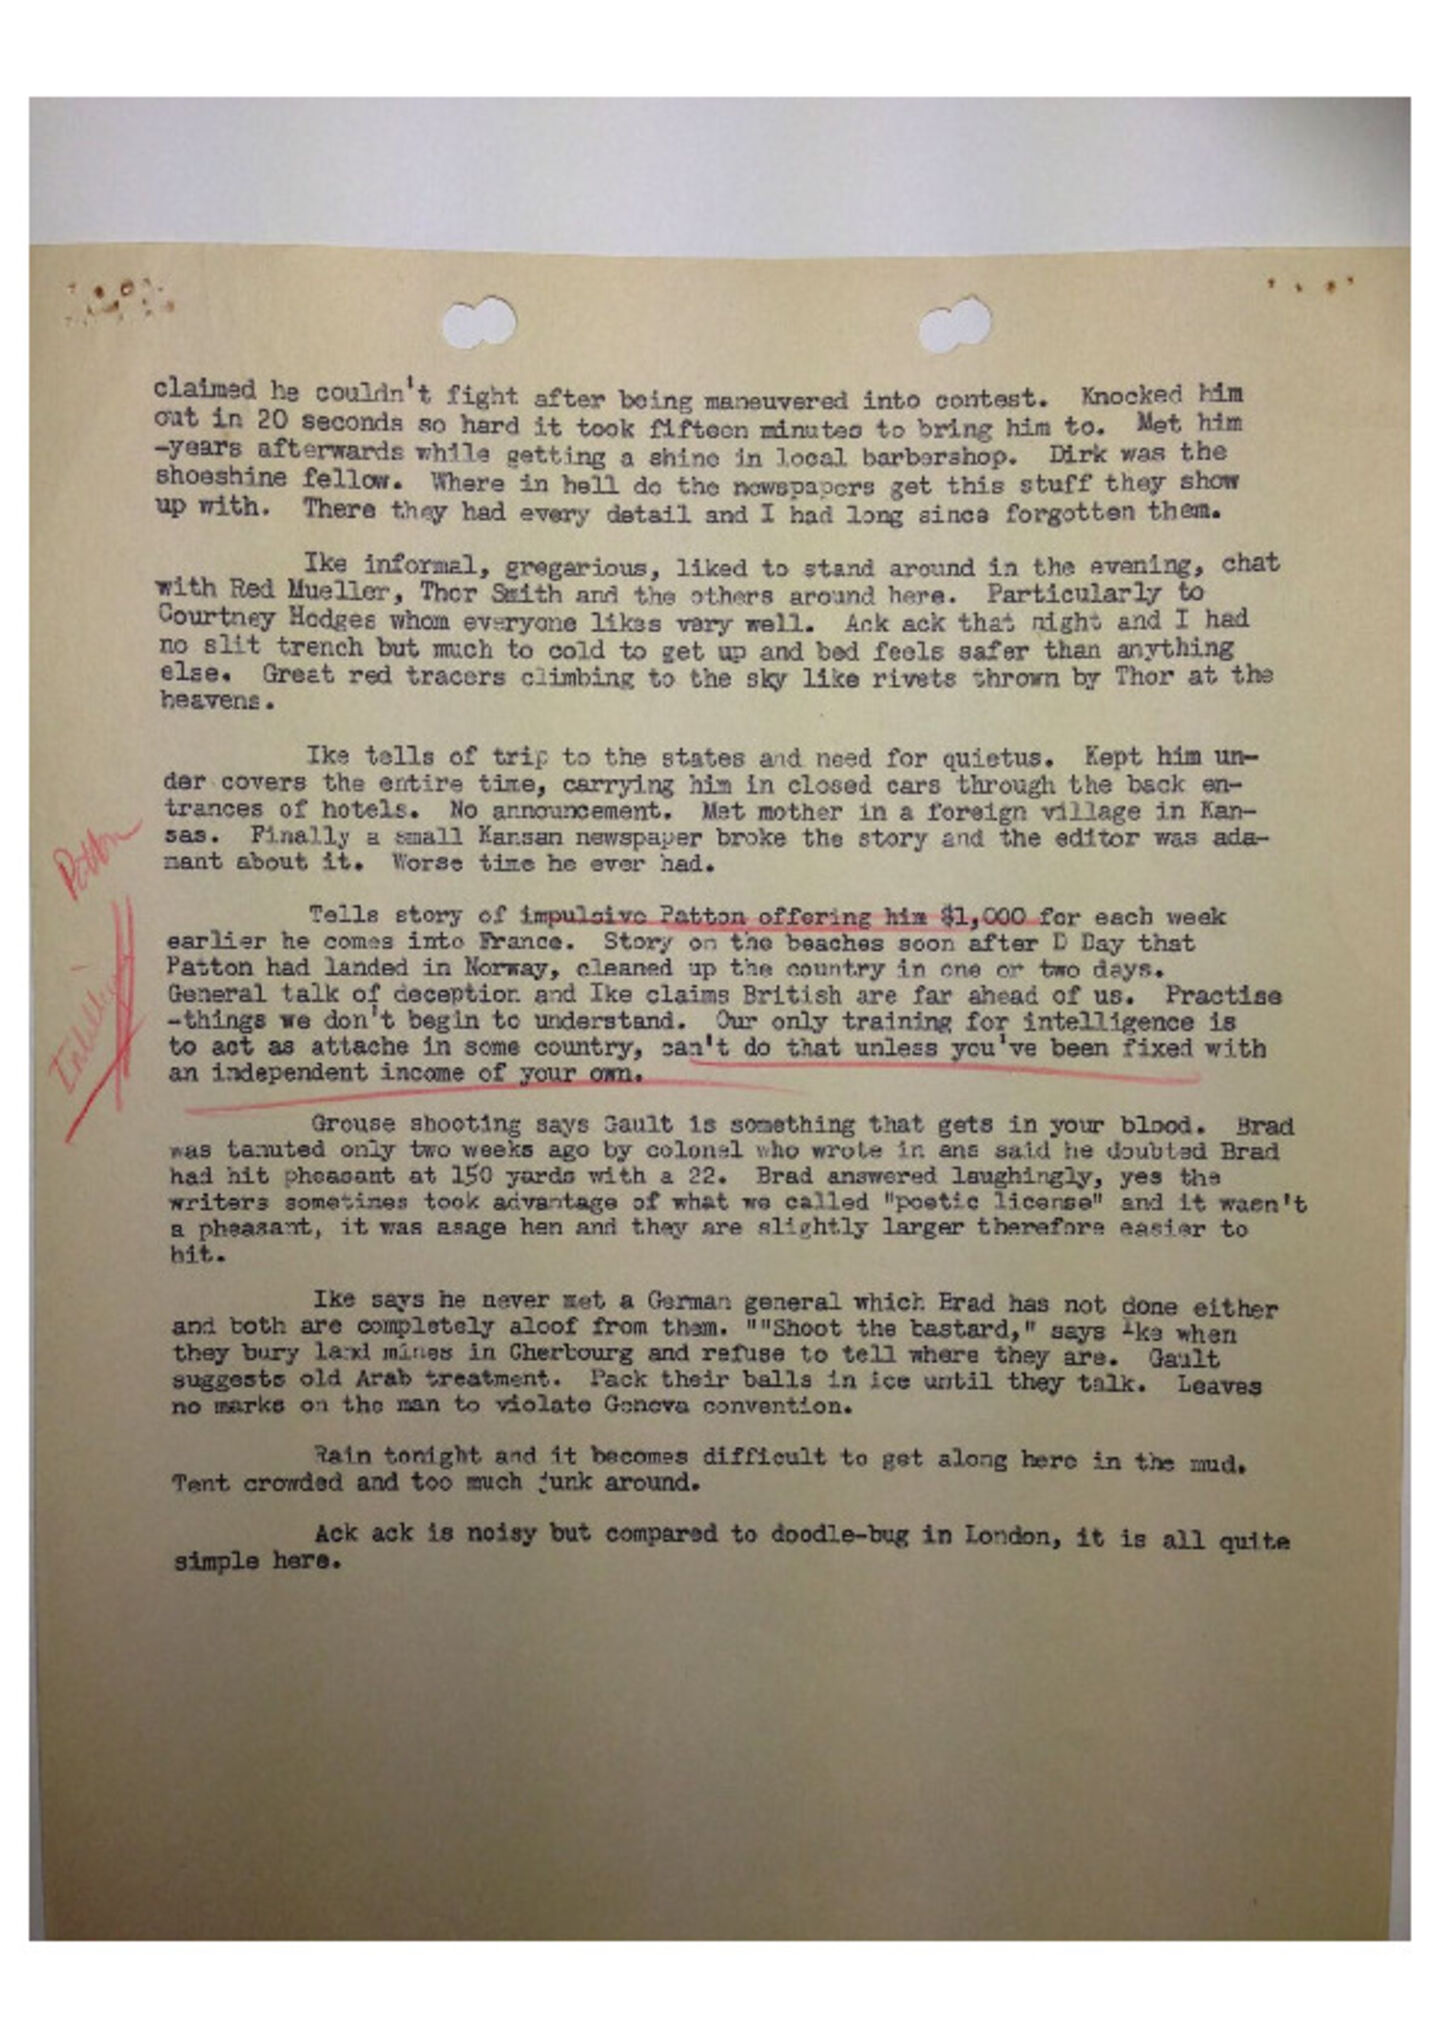 claimed he couldn't fight after being maneuvered into contest. Knocked him
out in 20 seconds so hard it took fifteen minutes to bring him to. Met him
-years afterwards while getting a shine in local barbershop. Dirk was the
shoeshine fellow. Where in hell do the newspapers get this stuff they show
up with. There they had every detail and I had long since forgotten them.
Ike informal, gregarious, liked to stand around in the evening, chat
with Red Mueller, Thor Smith and the others around here. Particularly to
Courtney Hodges whom everyone likes very well. Ack ack that night and I had
no slit trench but much to cold to get up and bed feels safer than anything
else. Great red tracers climbing to the sky like rivets thrown by Thor at the
heavens.
Ike tells of trip to the states and need for quietus. Kept him un-
der covers the entire time, carrying him in closed cars through the back en-
trances of hotels. No announcement. Met mother in a foreign village in Kan-
sas. Finally a small Kansan newspaper broke the story and the editor was ada-
mant about it. Worse time he ever had.
Patton
Tells story of impulsive Patton offering him $1,000 for each week
earlier he comes into France. Story on the beaches soon after D Day that
Patton had landed in Norway, cleaned up the country in one or two days.
General talk of deception and Ike claims British are far ahead of us. Practise
-things we don't begin to understand. Our only training for intelligence is
to act as attache in some country, can't do that unless you've been fixed with
an independent income of your own.
Grouse shooting says Gault is something that gets in your blood. Brad
was tanuted only two weeks ago by colonel who wrote in ans said he doubted Brad
had hit pheasant at 150 yards with a 22. Brad answered laughingly, yes the
writers sometimes took advantage of what we called "poetic license" and it wasn't
a pheasant, it was asage hen and they are slightly larger therefore easier to
hit.
Ike says he never met a German general which Brad has not done either
and both are completely aloof from them. ""Shoot the bastard," says Ike when
they bury land mines in Cherbourg and refuse to tell where they are. Gault
suggests old Arab treatment. Pack their balls in ice until they talk. Leaves
no marks on the man to violate Geneva convention.
Rain tonight and it becomes difficult to get along here in the mud.
Tent crowded and too much junk around.
Ack ack is noisy but compared to doodle-bug in London, it is all quite
simple here.